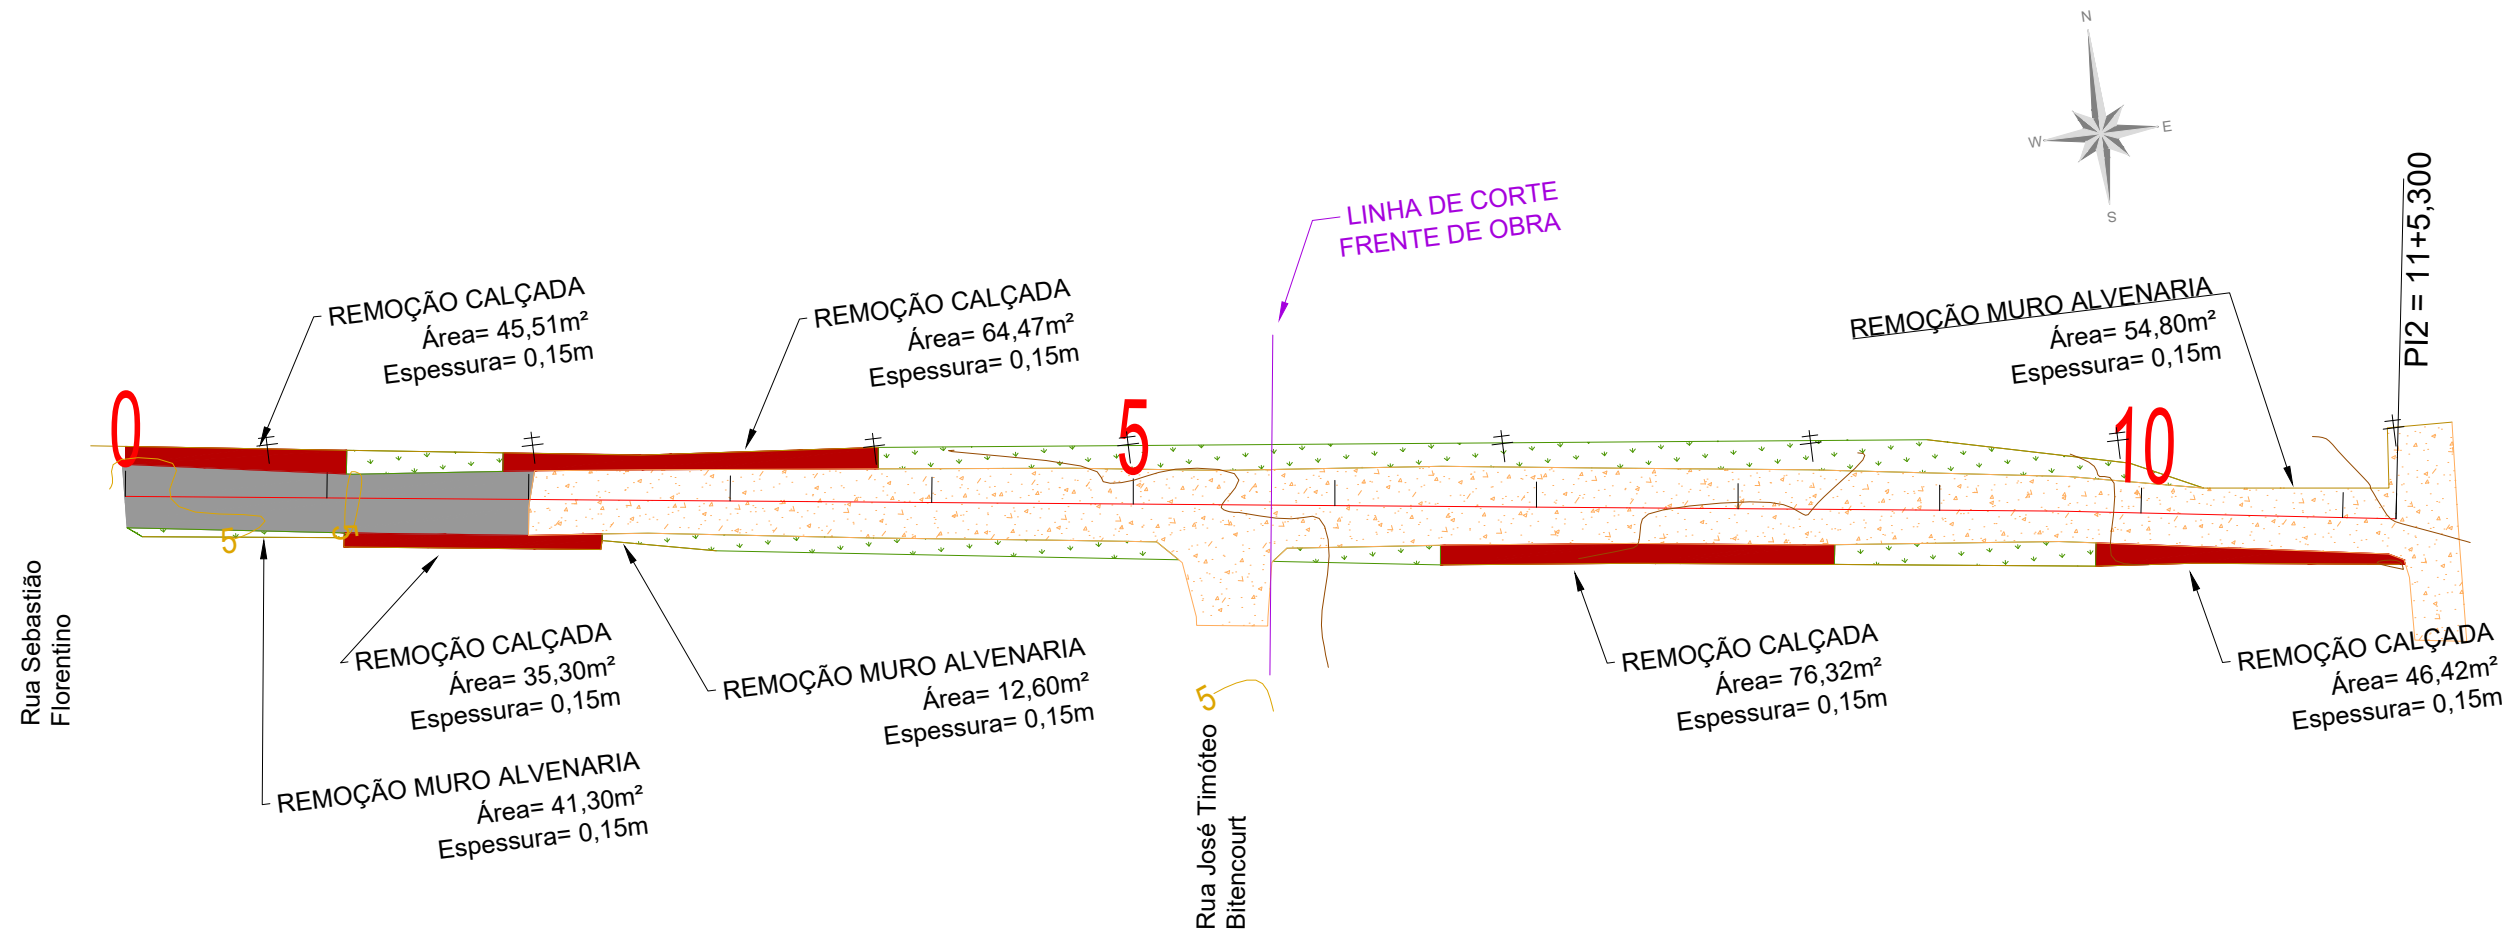 N
W
E
S
PI2 = 11+5,300
LINHA DE CORTE
FRENTE DE OBRA
REMOÇÃO CALÇADA
Área= 45,51m²
Espessura= 0,15m
REMOÇÃO CALÇADA
Área= 64,47m²
Espessura= 0,15m
REMOÇÃO MURO ALVENARIA
Área= 54,80m²
Espessura= 0,15m
0
5
10
5
5
Rua Sebastião
Florentino
REMOÇÃO CALÇADA
Área= 35,30m²
Espessura= 0,15m
REMOÇÃO MURO ALVENARIA
Área= 12,60m²
Espessura= 0,15m
REMOÇÃO CALÇADA
Área= 76,32m²
Espessura= 0,15m
REMOÇÃO CALÇADA
Área= 46,42m²
Espessura= 0,15m
5
REMOÇÃO MURO ALVENARIA
Área= 41,30m²
Espessura= 0,15m
Rua José Timóteo
Bitencourt